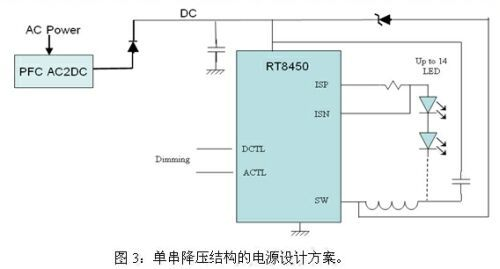 DC
AC Power
PFC AC2DC
RT8450
Up to 14
LED
ISP
ISN
Dimming
DCTL
ACTL
SW
图 3：单串降压结构的电源设计方案。